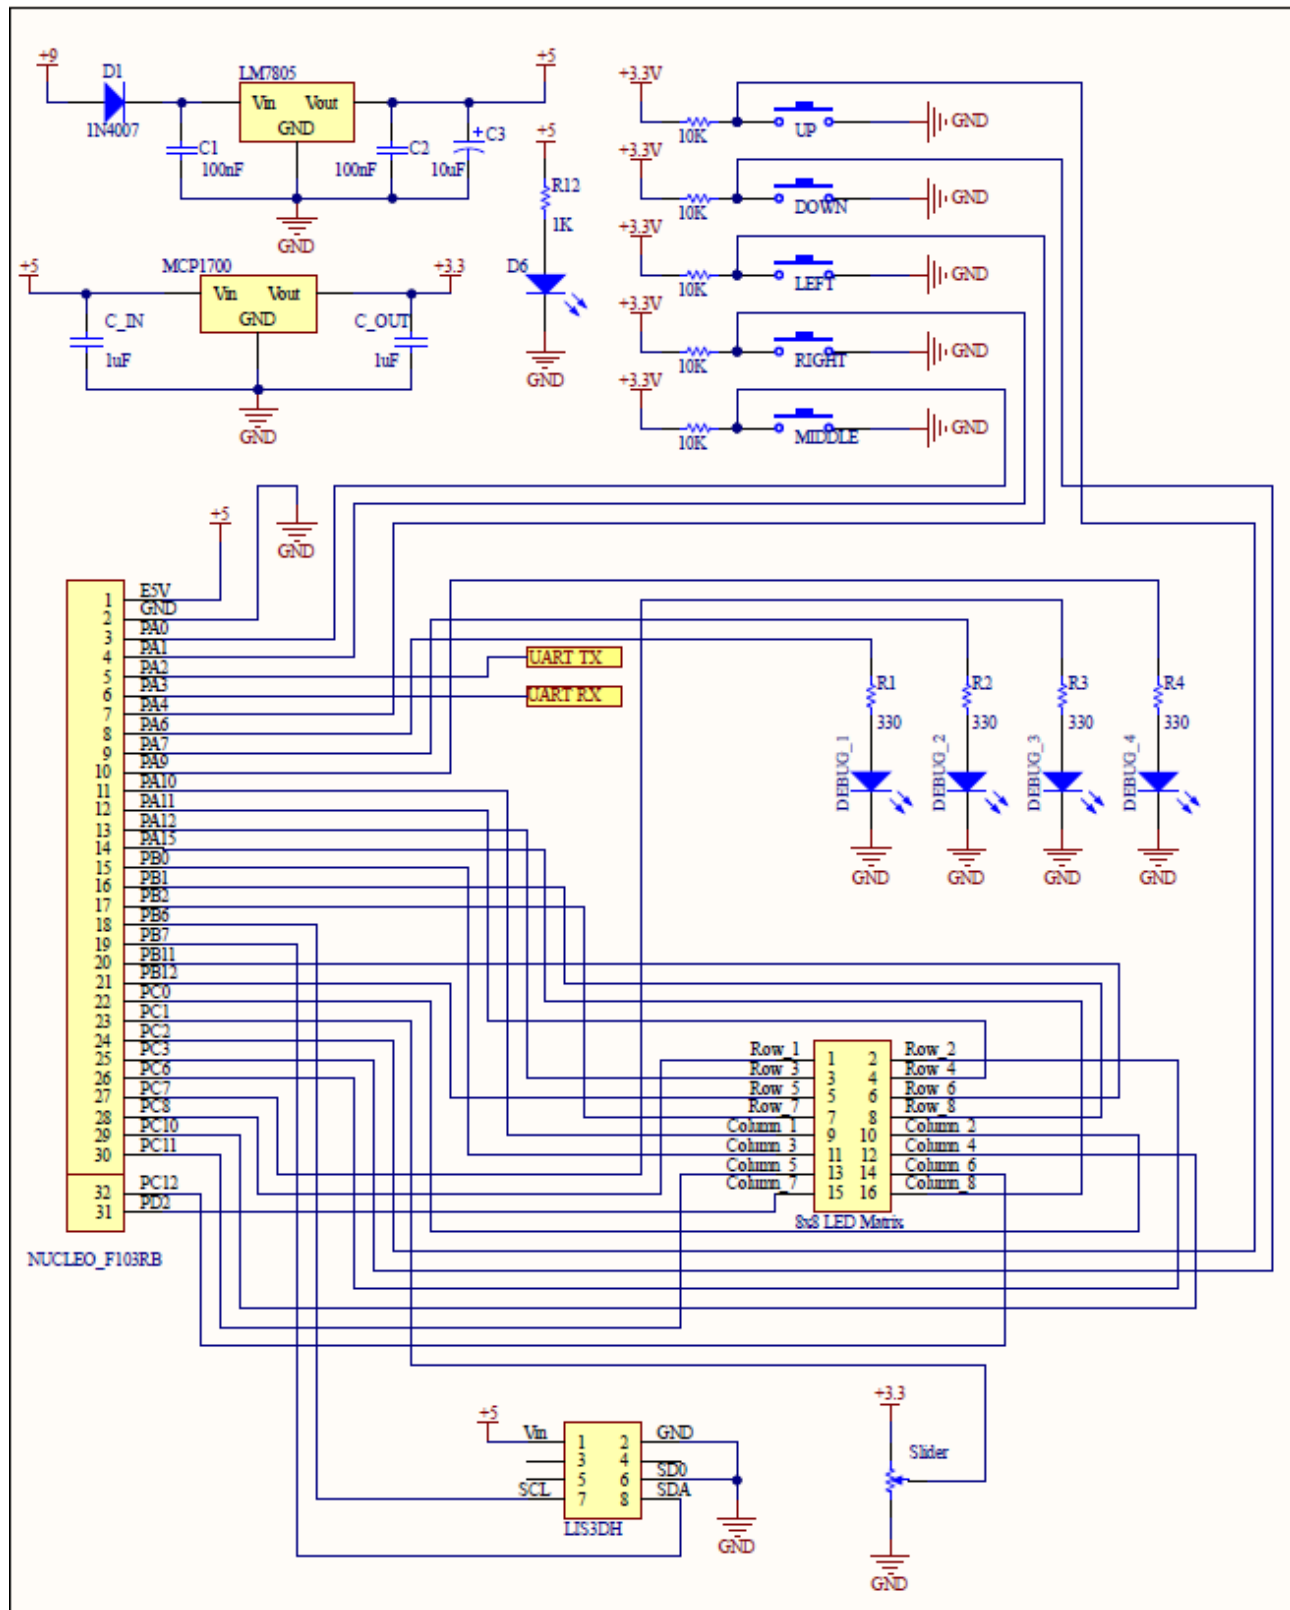 +9
D1
1N4007
LM7805
Vin Vout
GND
C1
100nF
C2
100nF
C3
10uF
+5
GND
+5
R12
1K
D6
GND
+5
MCP1700
Vin Vout
GND
+3.3
C_IN
1uF
C_OUT
1uF
GND
+3.3V
10K
UP
GND
+3.3V
10K
DOWN
GND
+3.3V
10K
LEFT
GND
+3.3V
10K
RIGHT
GND
+3.3V
10K
MIDDLE
GND
+5
GND
1 E5V
2 GND
3 PA0
4 PA1
5 PA2
6 PA3
7 PA4
8 PA6
9 PA7
10 PA9
11 PA10
12 PA11
13 PA12
14 PA15
15 PB0
16 PB1
17 PB2
18 PB6
19 PB7
20 PB11
21 PB12
22 PC0
23 PC1
24 PC2
25 PC3
26 PC6
27 PC7
28 PC8
29 PC10
30 PC11
32 PC12
31 PD2
NUCLEO_F103RB
UART TX
UART RX
R1
330
DEBUG_1
GND
R2
330
DEBUG_2
GND
R3
330
DEBUG_3
GND
R4
330
DEBUG_4
GND
Row_1 1 2 Row_2
Row_3 3 4 Row_4
Row_5 5 6 Row_6
Row_7 7 8 Row_8
Column_1 9 10 Column_2
Column_3 11 12 Column_4
Column_5 13 14 Column_6
Column_7 15 16 Column_8
8x8 LED Matrix
+5
Vin 1 2 GND
3 4
5 6 SD0
SCL 7 8 SDA
LIS3DH
GND
+3.3
Slider
GND